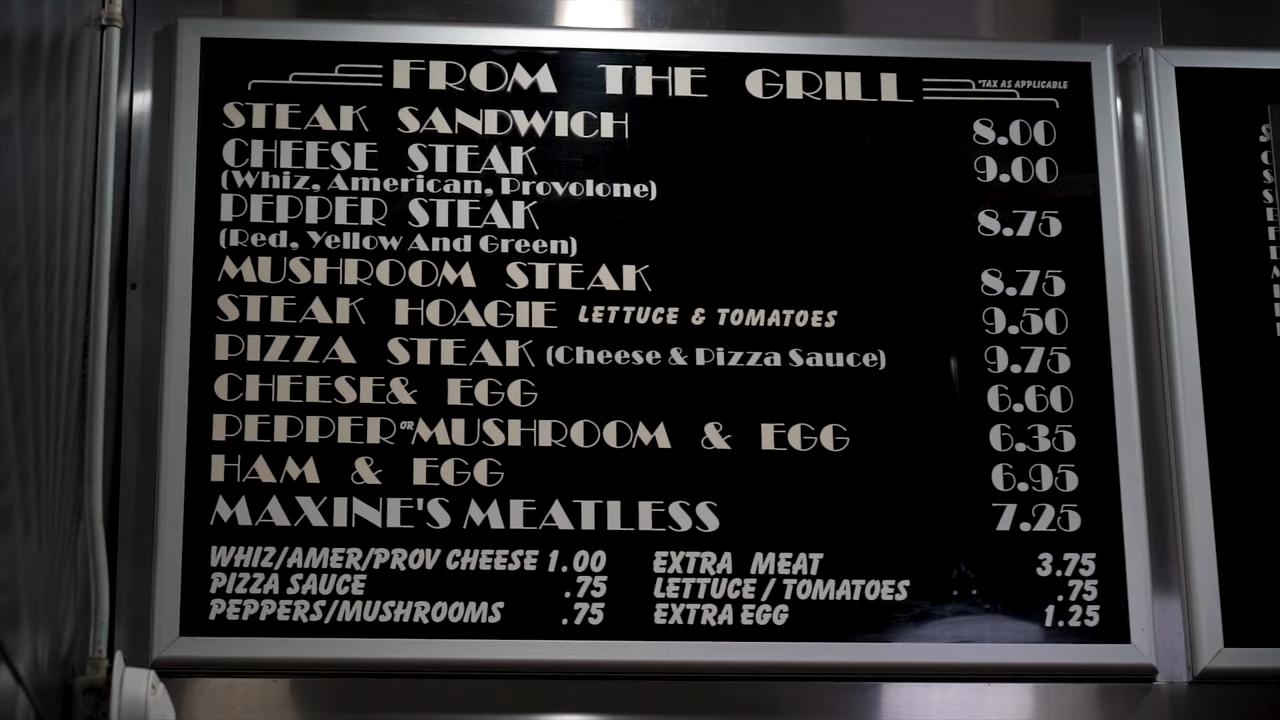 FROM THE GRILL *TAX AS APPLICABLE
STEAK SANDWICH 8.00
CHEESE STEAK 9.00
(Whiz, American, Provolone)
PEPPER STEAK 8.75
(Red, Yellow And Green)
MUSHROOM STEAK 8.75
STEAK HOAGIE LETTUCE & TOMATOES 9.50
PIZZA STEAK (Cheese & Pizza Sauce) 9.75
CHEESE& EGG 6.60
PEPPER OR MUSHROOM & EGG 6.35
HAM & EGG 6.95
MAXINE'S MEATLESS 7.25
WHIZ/AMER/PROV CHEESE 1.00 EXTRA MEAT 3.75
PIZZA SAUCE .75 LETTUCE / TOMATOES .75
PEPPERS/MUSHROOMS .75 EXTRA EGG 1.25